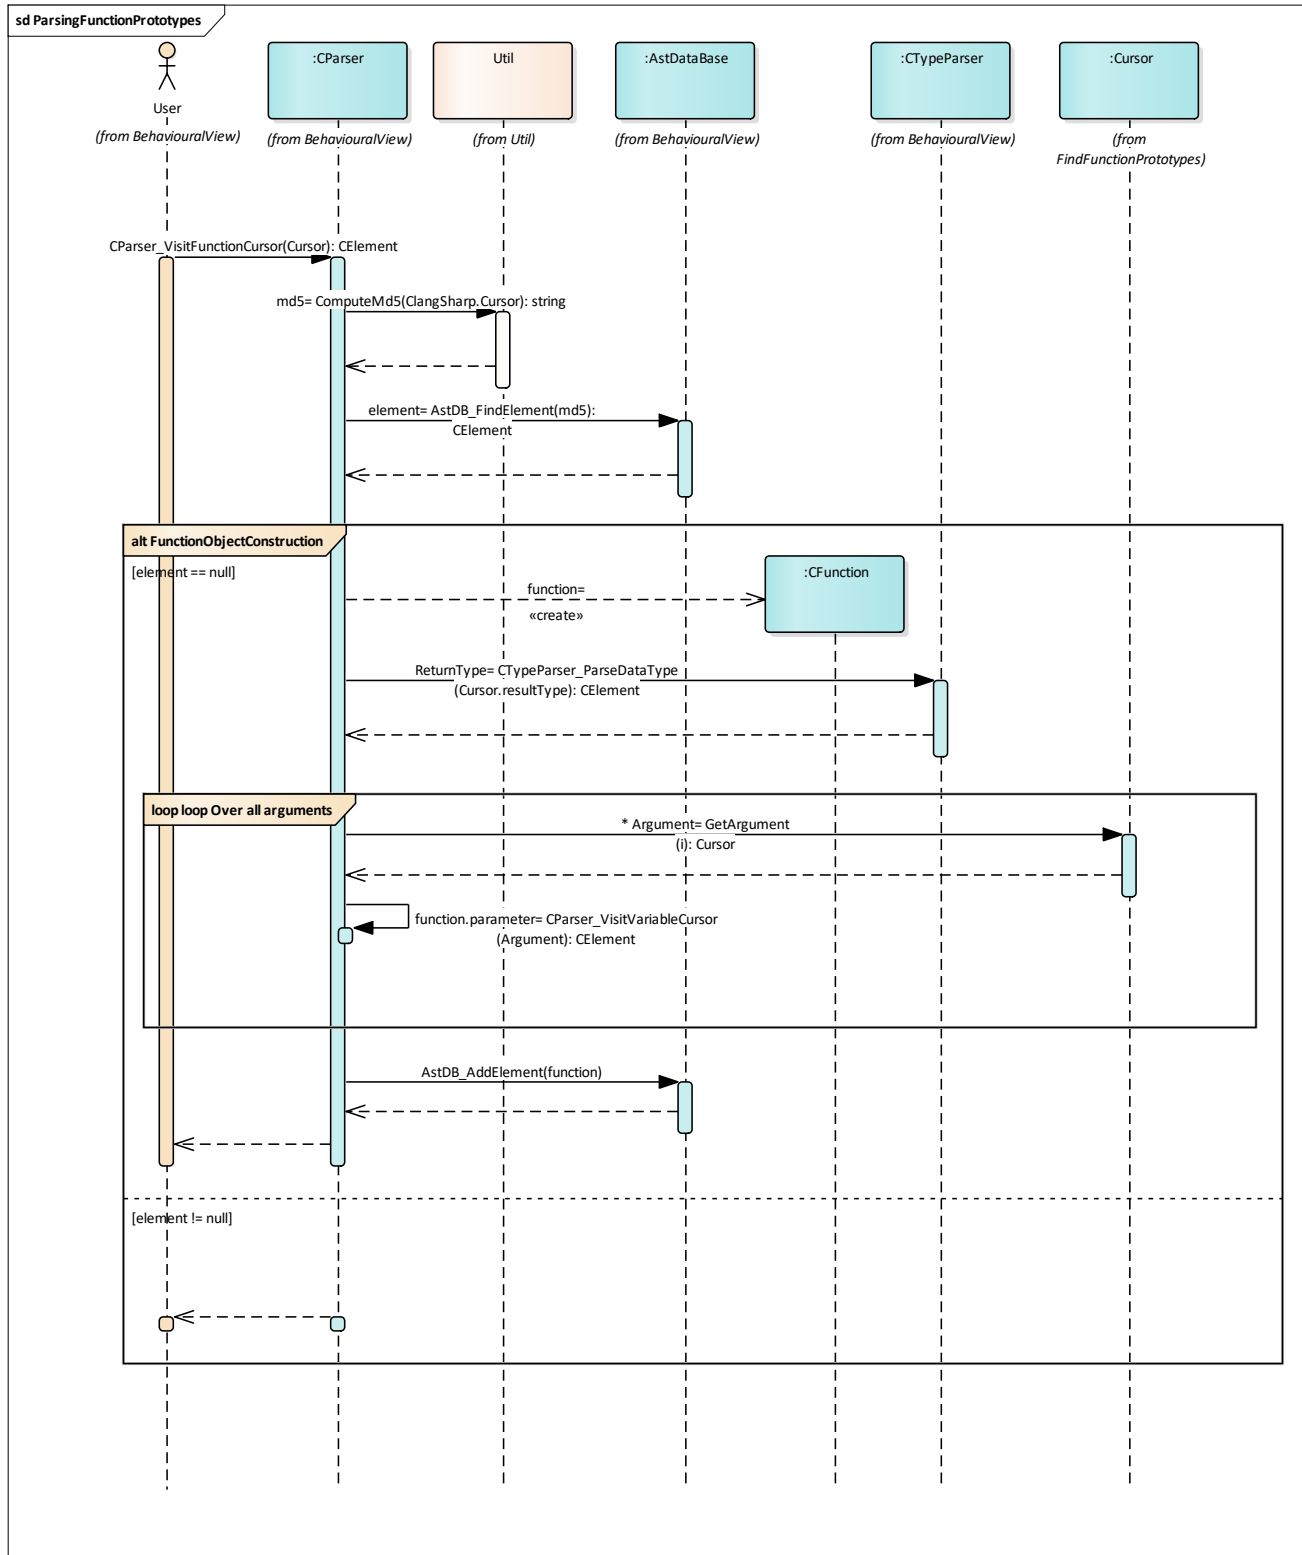 sd ParsingFunctionPrototypes
User
(from BehaviouralView)
:CParser
(from BehaviouralView)
Util
(from Util)
:AstDataBase
(from BehaviouralView)
:CTypeParser
(from BehaviouralView)
:Cursor
(from
FindFunctionPrototypes)
CParser_VisitFunctionCursor(Cursor): CElement
md5= ComputeMd5(ClangSharp.Cursor): string
element= AstDB_FindElement(md5):
CElement
alt FunctionObjectConstruction
[element == null]
:CFunction
function=
«create»
ReturnType= CTypeParser_ParseDataType
(Cursor.resultType): CElement
loop loop Over all arguments
* Argument= GetArgument
(i): Cursor
function.parameter= CParser_VisitVariableCursor
(Argument): CElement
AstDB_AddElement(function)
[element != null]